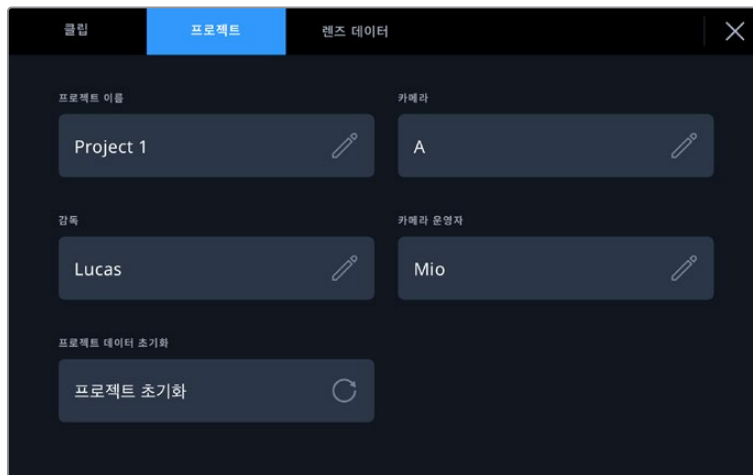 클립 프로젝트 렌즈 데이터
프로젝트 이름 카메라
Project 1 A
감독 카메라 운영자
Lucas Mio
프로젝트 데이터 초기화
프로젝트 초기화